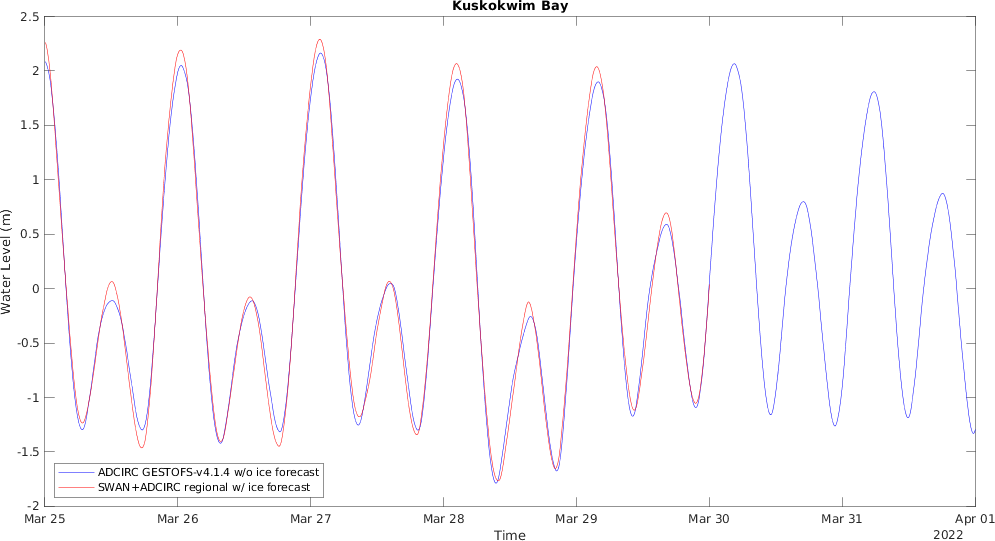 Kuskokwim Bay
2.5
2
1.5
1
0.5
0
-0.5
-1
-1.5
-2
Water Level (m)
ADCIRC GESTOFS-v4.1.4 w/o ice forecast
SWAN+ADCIRC regional w/ ice forecast
Mar 25 Mar 26 Mar 27 Mar 28 Mar 29 Mar 30 Mar 31 Apr 01
Time 2022